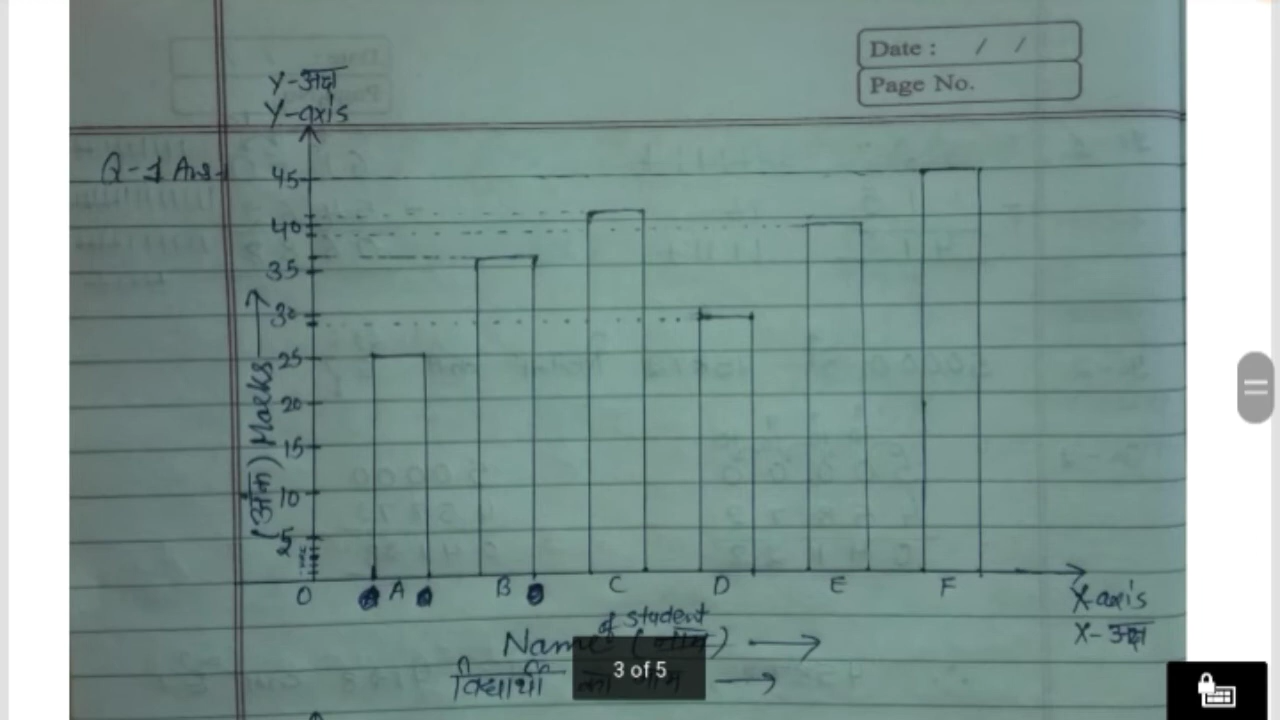 Date : / /
Page No.
Y-अक्ष
Y-axis
Q-1 Ans-
45
40
35
30
25
20
15
10
5
(अंक) Marks
0
A B C D E F
X-axis
X-अक्ष
Name of student (नाम)
विद्यार्थी का नाम
3 of 5